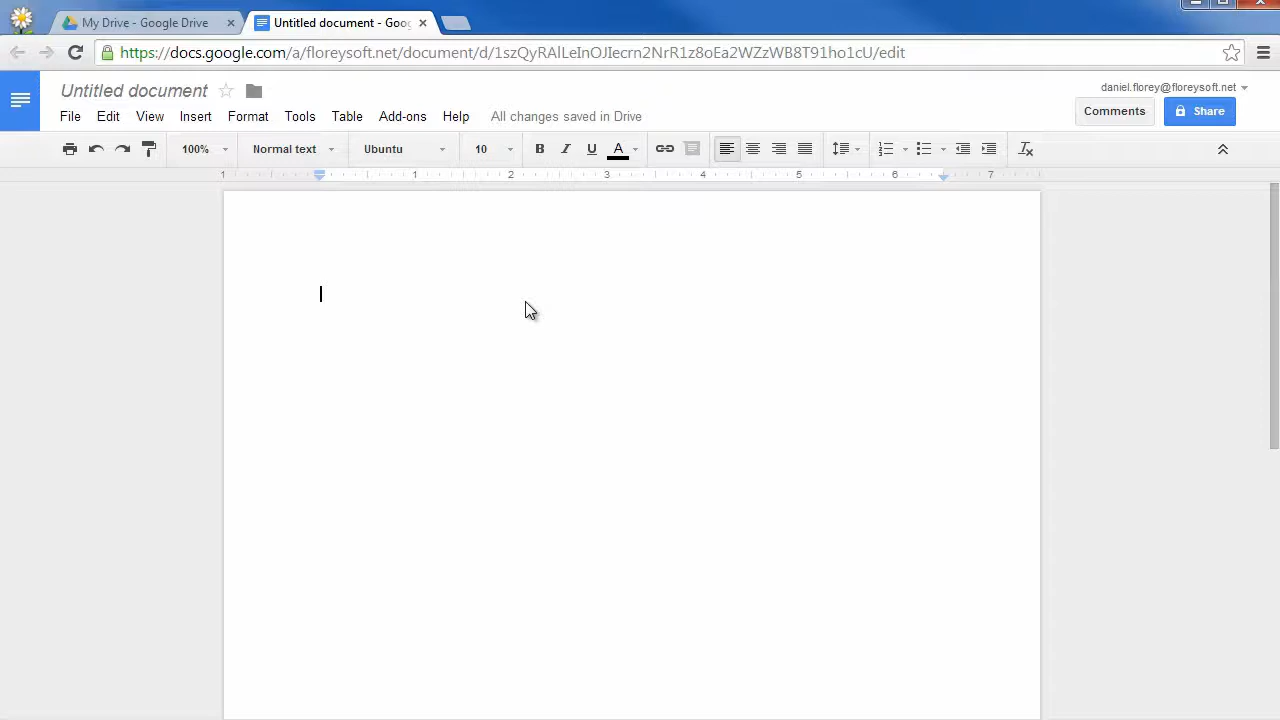 My Drive - Google Drive
Untitled document - Goo
https://docs.google.com/a/floreysoft.net/document/d/1szQyRAlLeInOJIecrn2NrR1z8oEa2WZzWB8T91ho1cU/edit
Untitled document
daniel.florey@floreysoft.net
File Edit View Insert Format Tools Table Add-ons Help All changes saved in Drive
Comments Share
100% Normal text Ubuntu 10 B I U A
1 1 2 3 4 5 6 7